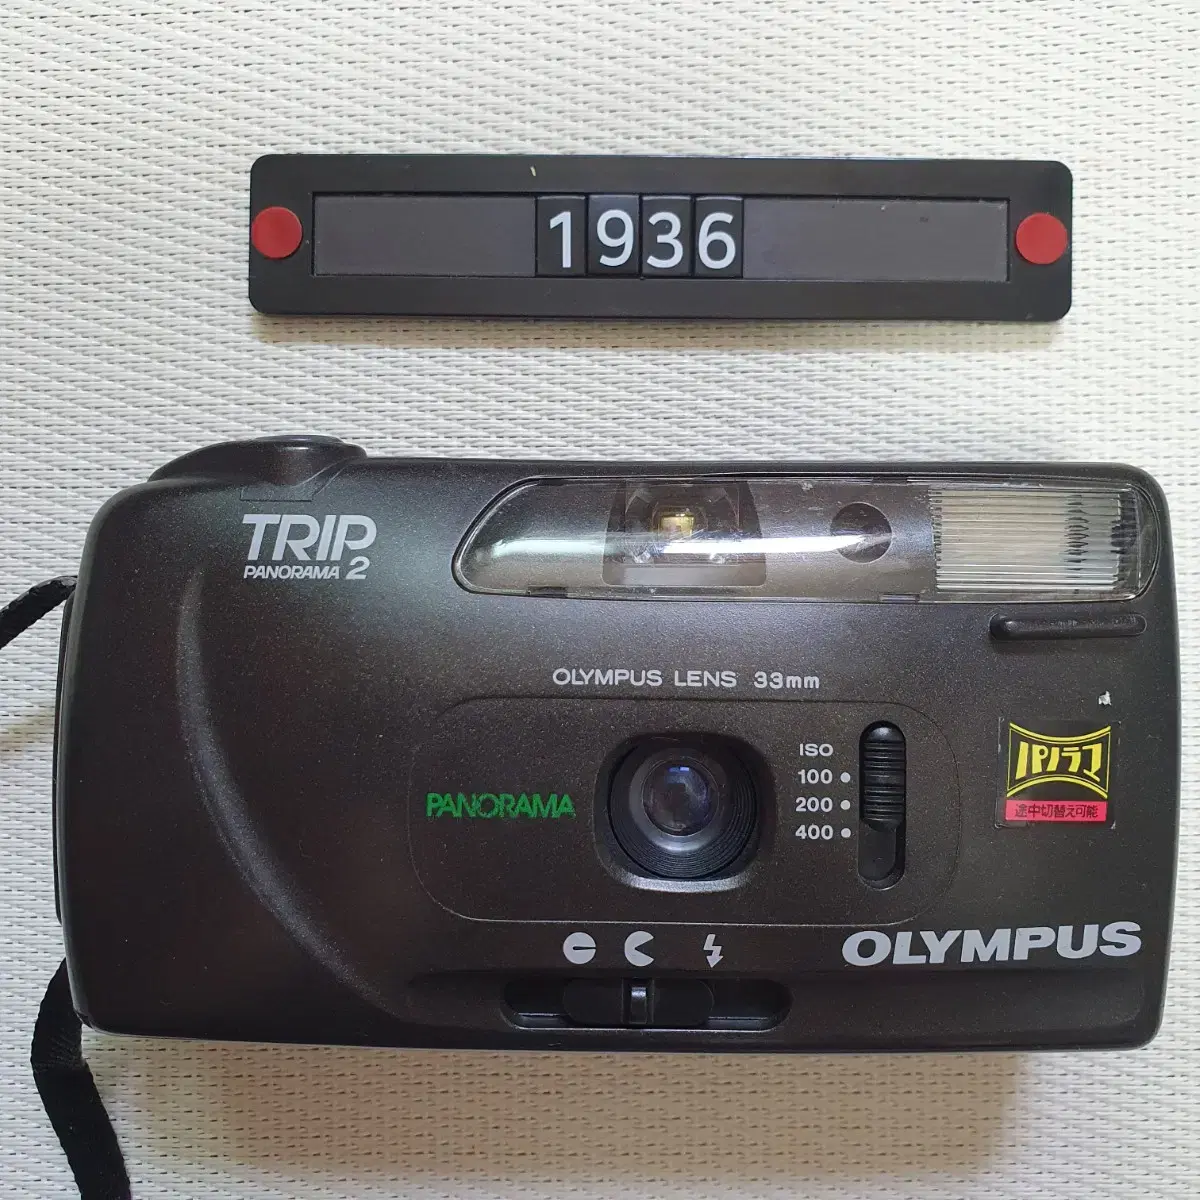 1936
TRIP
PANORAMA 2
OLYMPUS LENS 33mm
ISO
100
200
400
PANORAMA
パノラマ
途中切替え可能
OLYMPUS